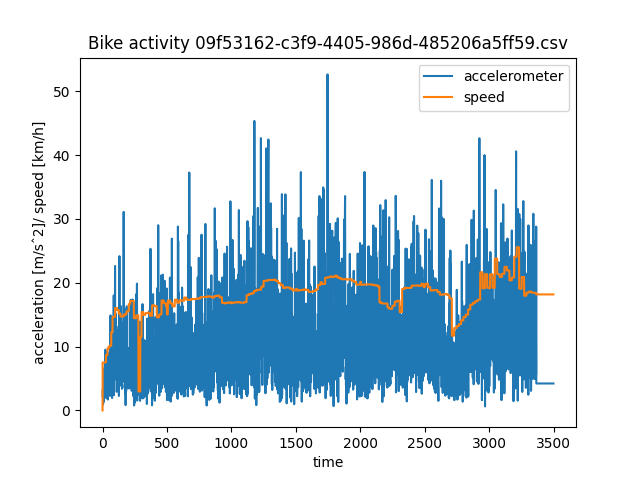 Bike activity 09f53162-c3f9-4405-986d-485206a5ff59.csv
accelerometer
speed
acceleration [m/s^2]/ speed [km/h]
50
40
30
20
10
0
0 500 1000 1500 2000 2500 3000 3500
time